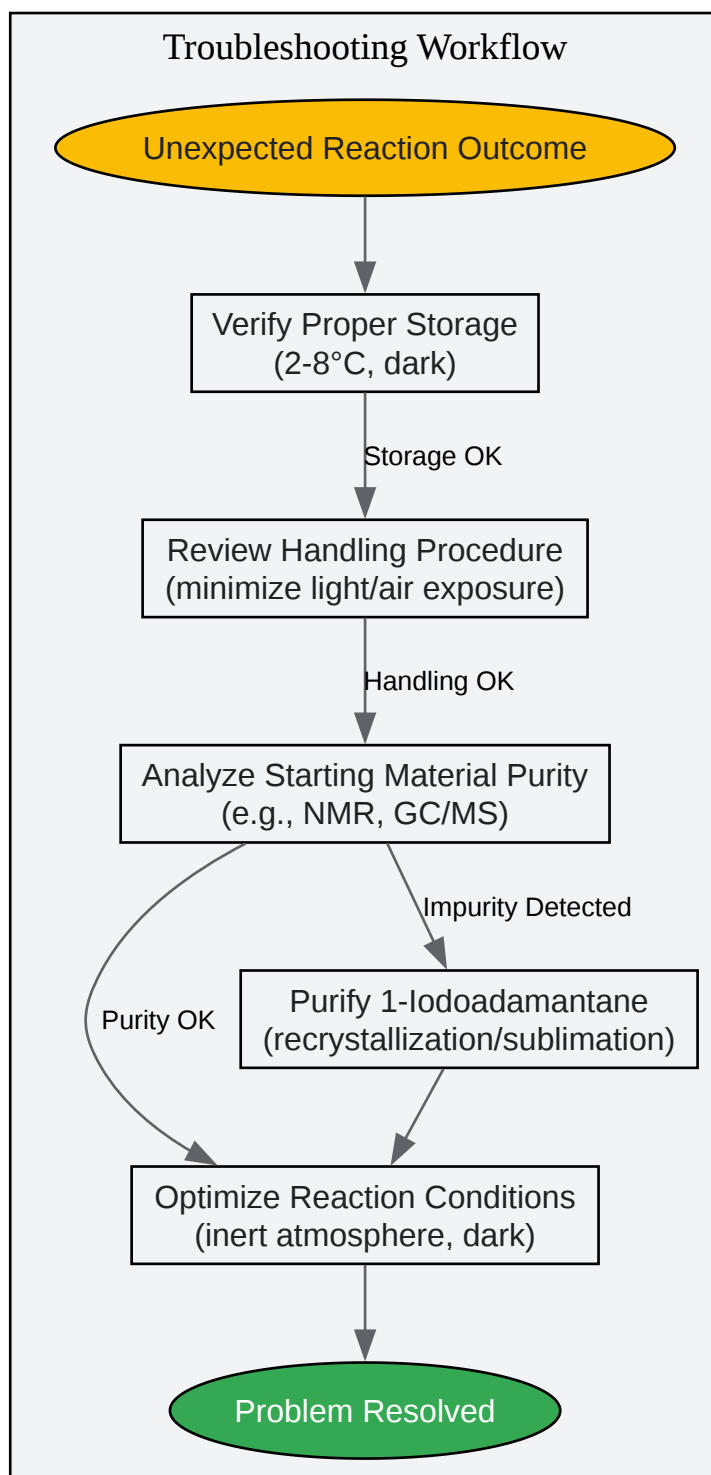 Troubleshooting Workflow
Unexpected Reaction Outcome
Verify Proper Storage
(2-8°C, dark)
Storage OK
Review Handling Procedure
(minimize light/air exposure)
Handling OK
Analyze Starting Material Purity
(e.g., NMR, GC/MS)
Impurity Detected
Purify 1-Iodoadamantane
(recrystallization/sublimation)
Purity OK
Optimize Reaction Conditions
(inert atmosphere, dark)
Problem Resolved